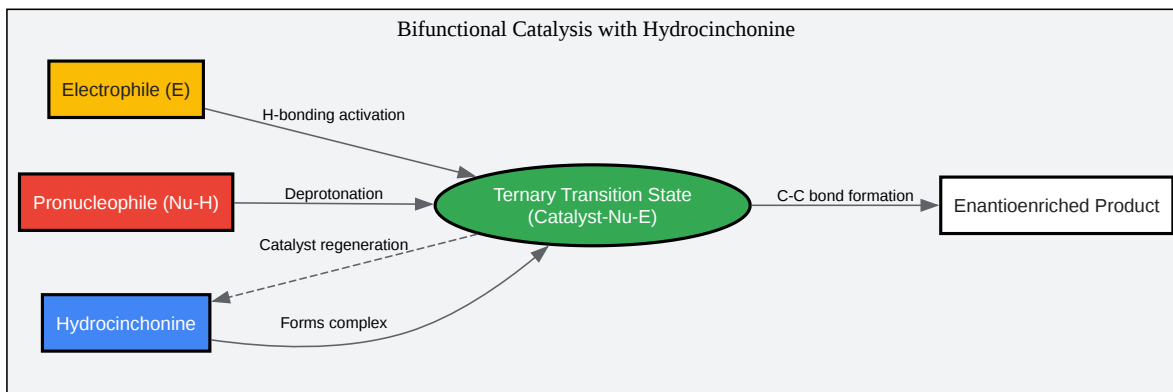 Bifunctional Catalysis with Hydrocinchonine
Electrophile (E)
H-bonding activation
Pronucleophile (Nu-H)
Deprotonation
Ternary Transition State
(Catalyst-Nu-E)
C-C bond formation
Enantioenriched Product
Catalyst regeneration
Hydrocinchonine
Forms complex